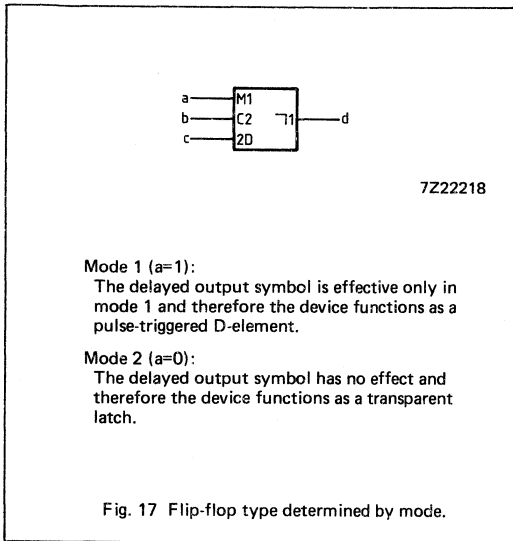 a M1
b C2 ⌝1 d
c 2D
7Z22218
Mode 1 (a=1):
The delayed output symbol is effective only in
mode 1 and therefore the device functions as a
pulse-triggered D-element.
Mode 2 (a=0):
The delayed output symbol has no effect and
therefore the device functions as a transparent
latch.
Fig. 17 Flip-flop type determined by mode.